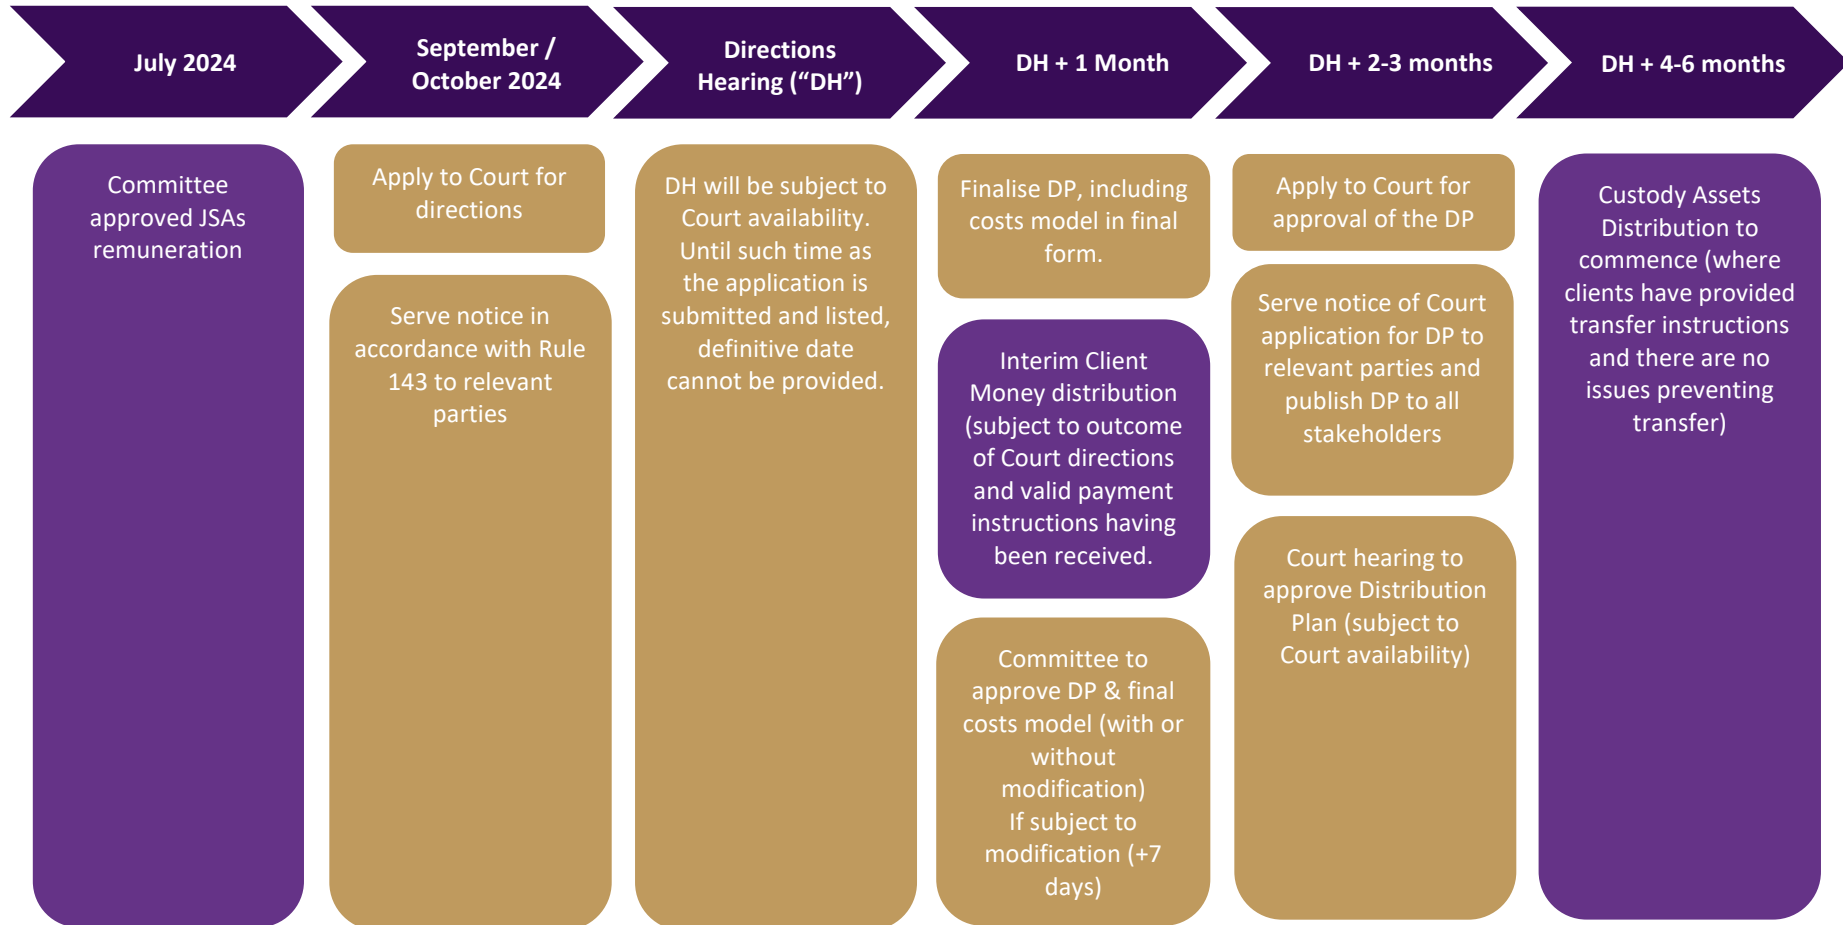 July 2024
September /
October 2024
Directions
Hearing (“DH”)
DH + 1 Month
DH + 2-3 months
DH + 4-6 months
Committee
approved JSAs
remuneration
Apply to Court for
directions
Serve notice in
accordance with Rule
143 to relevant
parties
DH will be subject to
Court availability.
Until such time as
the application is
submitted and listed,
definitive date
cannot be provided.
Finalise DP, including
costs model in final
form.
Interim Client
Money distribution
(subject to outcome
of Court directions
and valid payment
instructions having
been received.
Committee to
approve DP & final
costs model (with or
without
modification)
If subject to
modification (+7
days)
Apply to Court for
approval of the DP
Serve notice of Court
application for DP to
relevant parties and
publish DP to all
stakeholders
Court hearing to
approve Distribution
Plan (subject to
Court availability)
Custody Assets
Distribution to
commence (where
clients have provided
transfer instructions
and there are no
issues preventing
transfer)